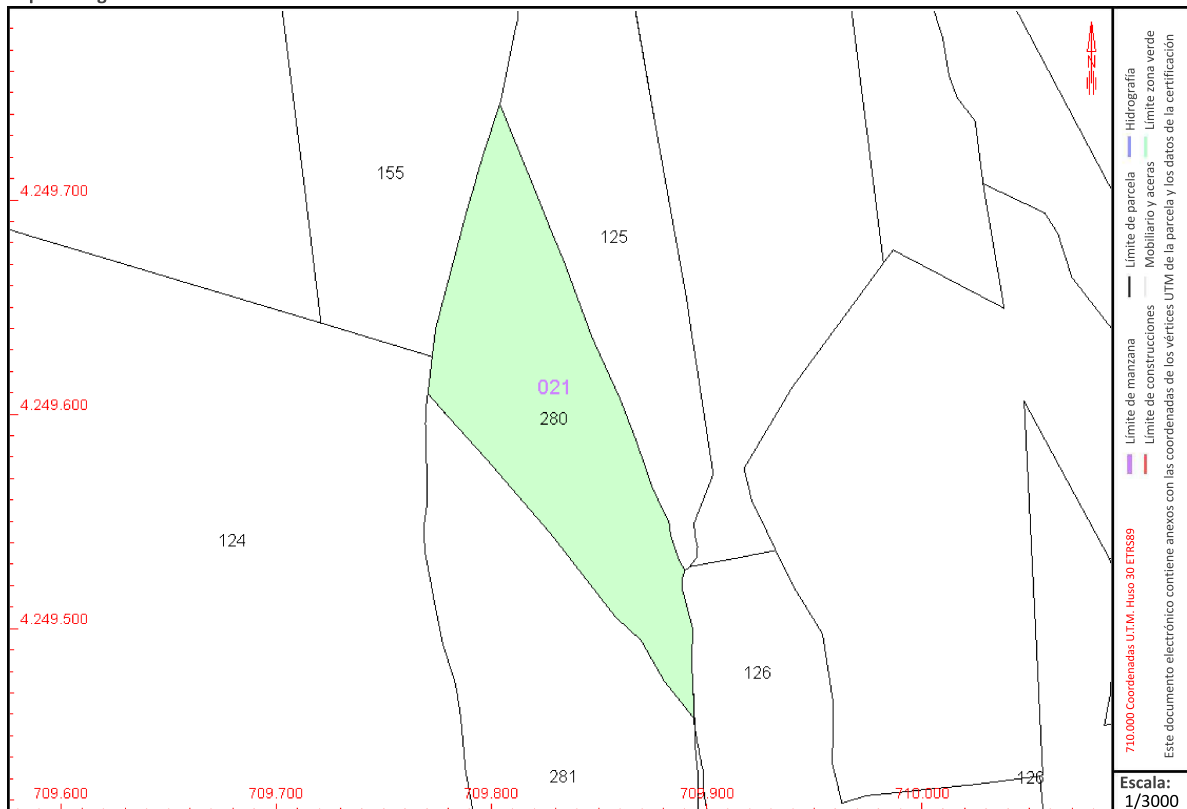 N
155
4.249.700
125
021
4.249.600
280
124
4.249.500
126
281
126
709.600
709.700
709.800
709.900
710.000
Límite de manzana
Límite de parcela
Hidrografía
Límite de construcciones
Mobiliario y aceras
Límite zona verde
710.000 Coordenadas U.T.M. Huso 30 ETRS89
Este documento electrónico contiene anexos con las coordenadas de los vértices UTM de la parcela y los datos de la certificación
Escala:
1/3000